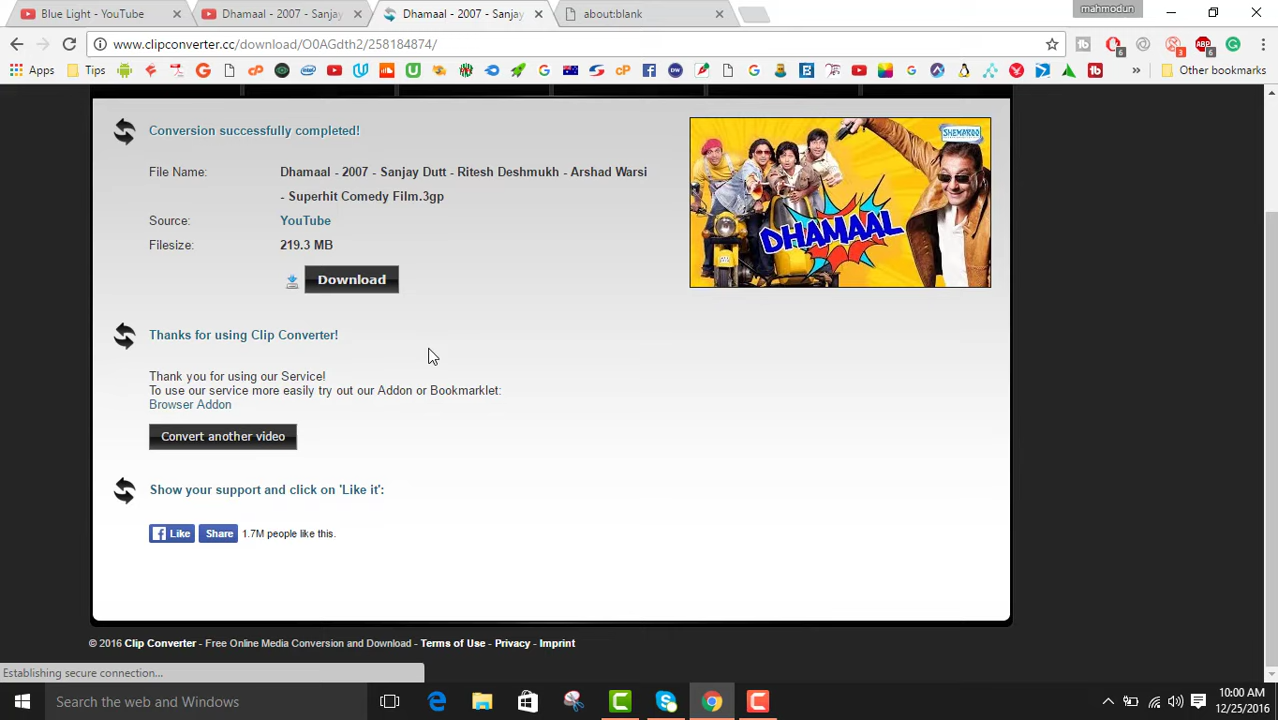 Blue Light - YouTube
Dhamaal - 2007 - Sanjay
Dhamaal - 2007 - Sanjay
about:blank
mahmodun
www.clipconverter.cc/download/O0AGdth2/258184874/
6
3
6
Apps
Tips
Other bookmarks
Conversion successfully completed!
File Name:
Dhamaal - 2007 - Sanjay Dutt - Ritesh Deshmukh - Arshad Warsi
- Superhit Comedy Film.3gp
Source:
YouTube
Filesize:
219.3 MB
Download
SHEMAROO
DHAMAAL
Thanks for using Clip Converter!
Thank you for using our Service!
To use our service more easily try out our Addon or Bookmarklet:
Browser Addon
Convert another video
Show your support and click on 'Like it':
Like
Share
1.7M people like this.
© 2016 Clip Converter - Free Online Media Conversion and Download - Terms of Use - Privacy - Imprint
Establishing secure connection...
Search the web and Windows
10:00 AM
12/25/2016